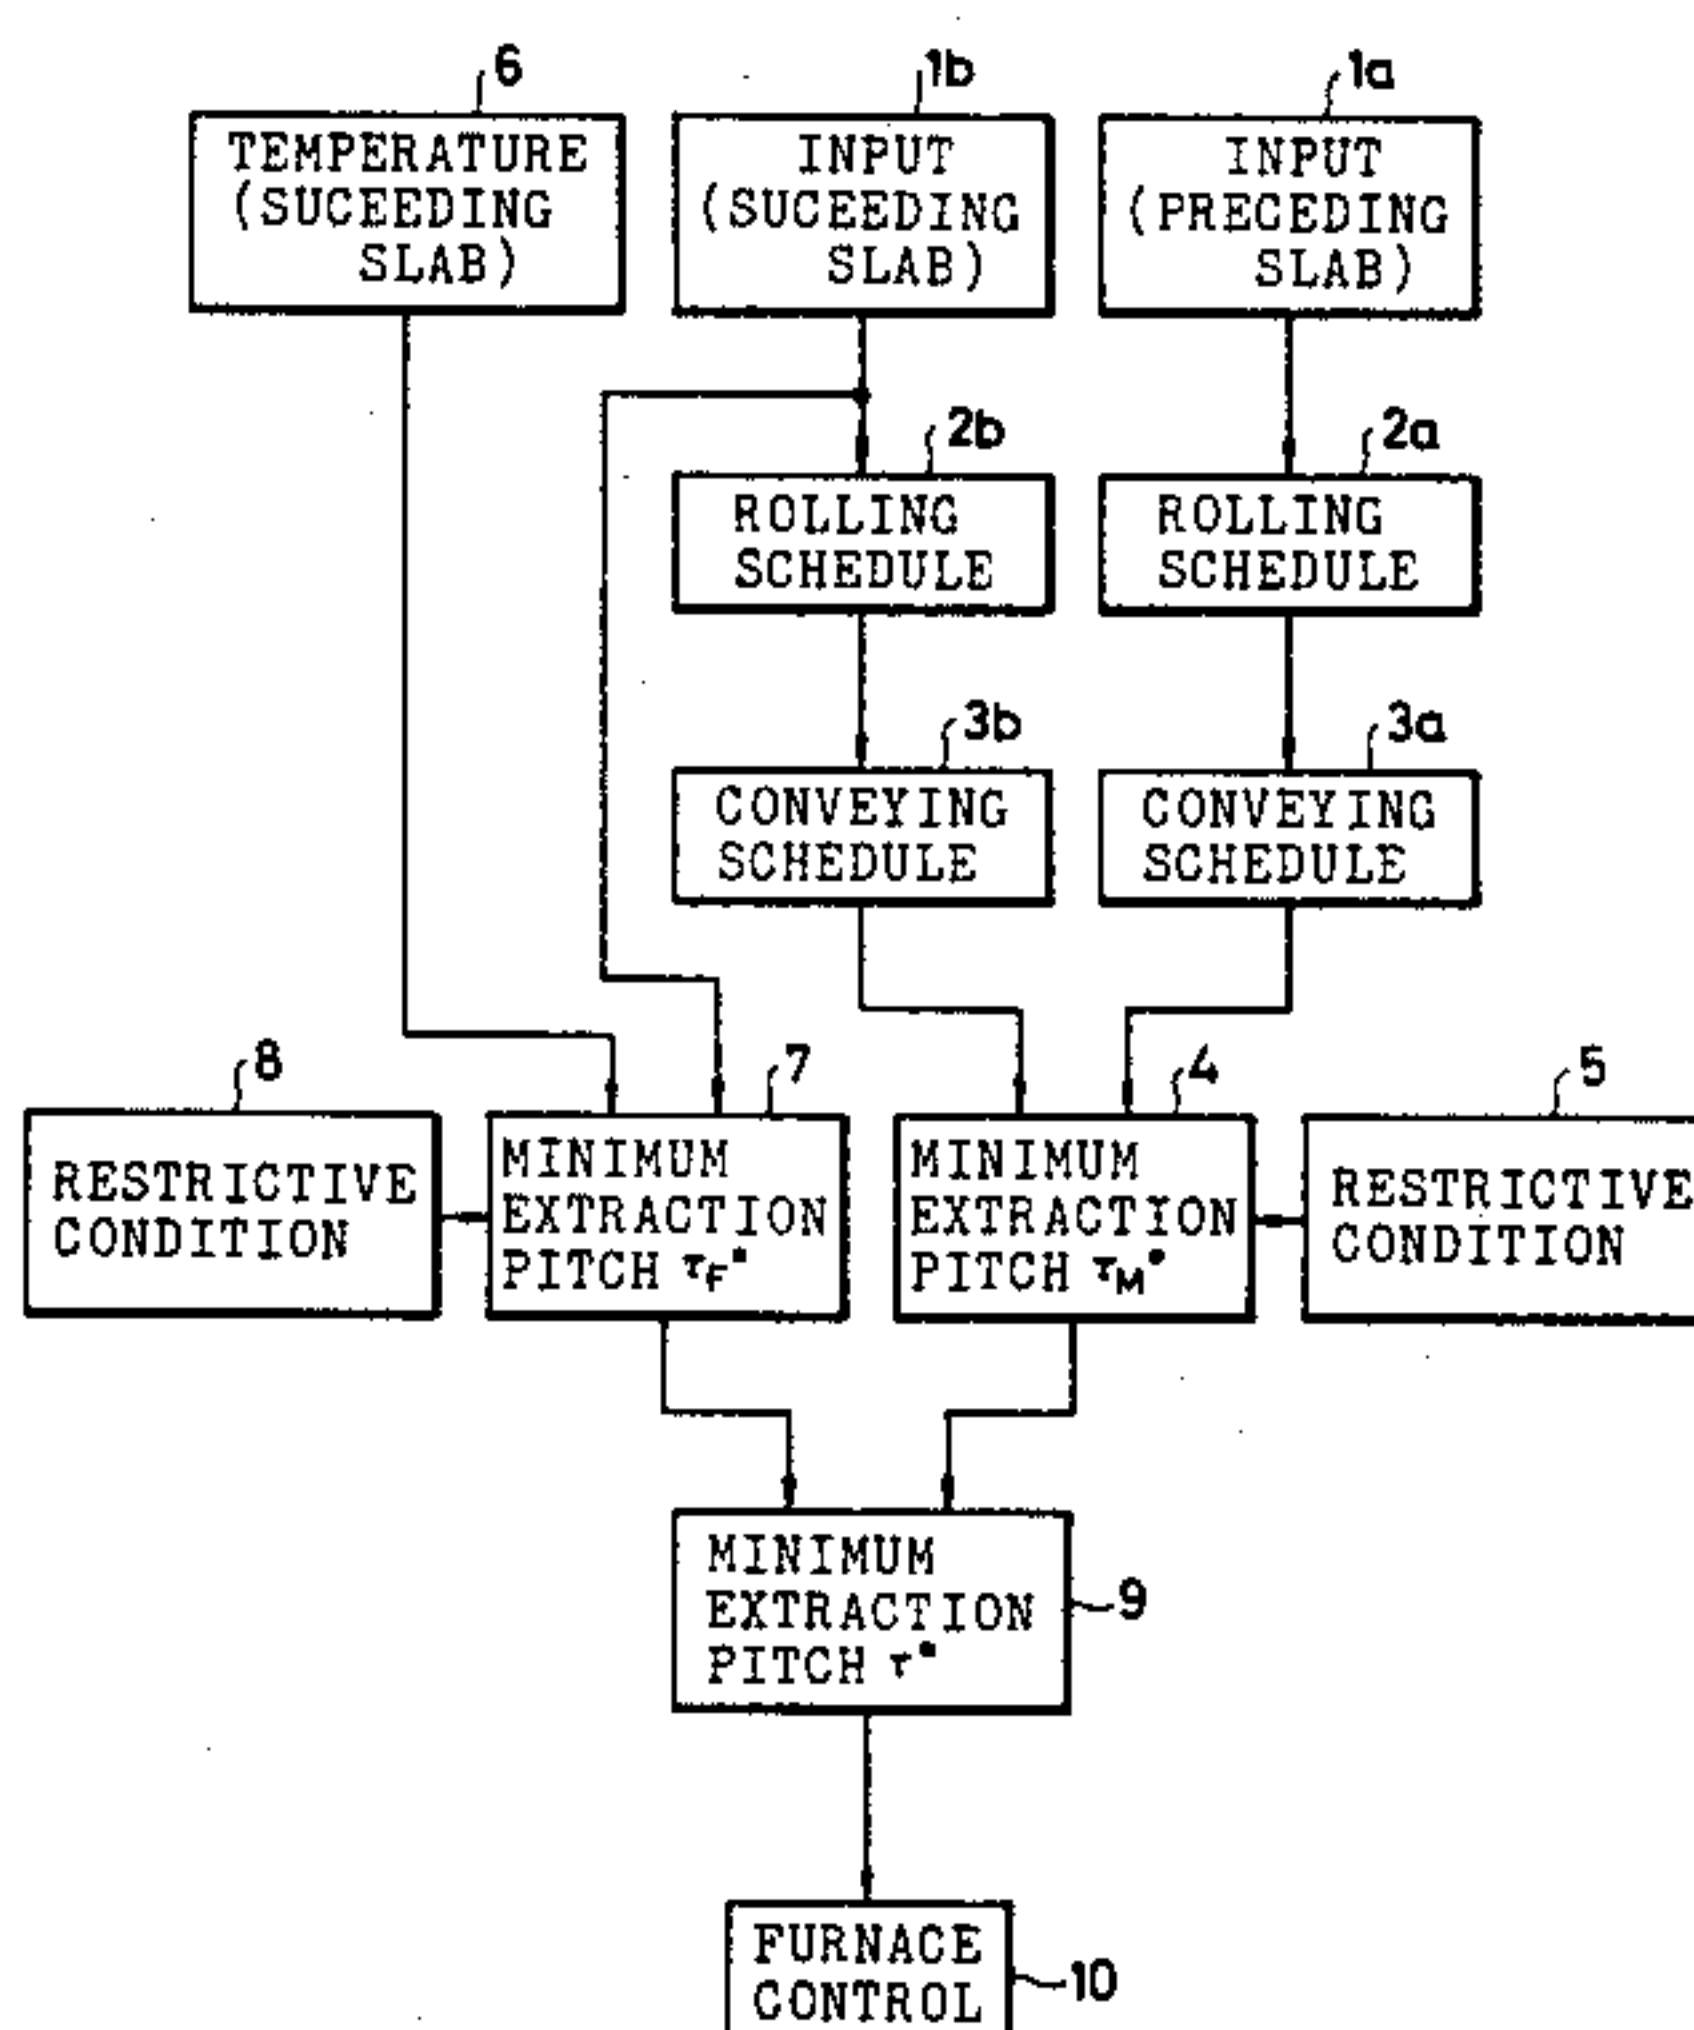 6
1b
1a
TEMPERATURE
(SUCEEDING
SLAB)
INPUT
(SUCEEDING
SLAB)
INPUT
(PRECEDING
SLAB)
2b
2a
ROLLING
SCHEDULE
ROLLING
SCHEDULE
3b
3a
CONVEYING
SCHEDULE
CONVEYING
SCHEDULE
8
7
4
5
RESTRICTIVE
CONDITION
MINIMUM
EXTRACTION
PITCH τF*
MINIMUM
EXTRACTION
PITCH τM*
RESTRICTIVE
CONDITION
MINIMUM
EXTRACTION
PITCH τ*
9
FURNACE
CONTROL
10